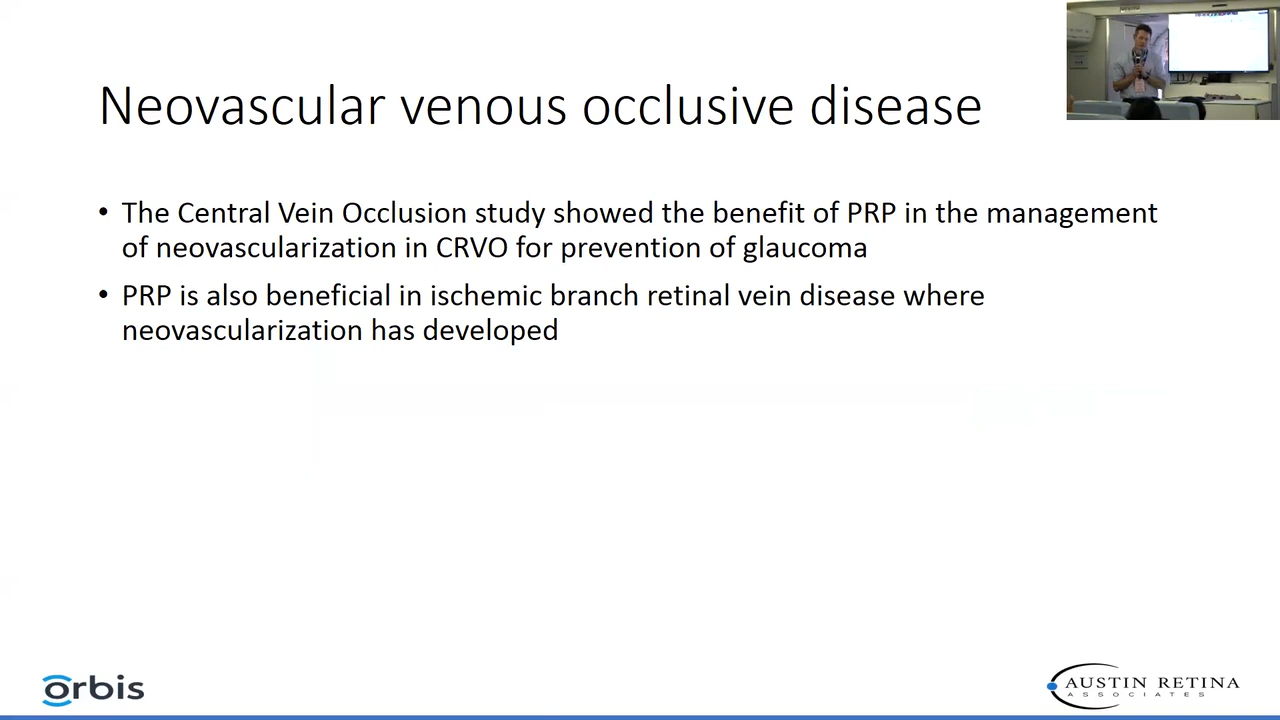 Neovascular venous occlusive disease
• The Central Vein Occlusion study showed the benefit of PRP in the management
of neovascularization in CRVO for prevention of glaucoma
• PRP is also beneficial in ischemic branch retinal vein disease where
neovascularization has developed
orbis
AUSTIN RETINA
ASSOCIATES